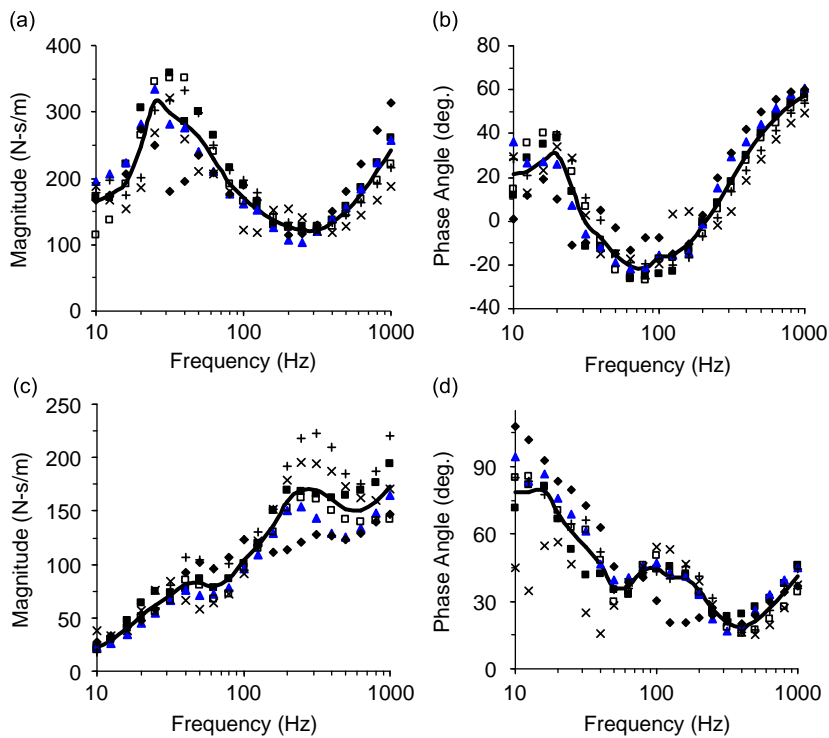 (a)
Magnitude (N-s/m)
400
300
200
100
0
10
100
1000
Frequency (Hz)
(b)
Phase Angle (deg.)
80
60
40
20
0
-20
-40
10
100
1000
Frequency (Hz)
(c)
Magnitude (N-s/m)
250
200
150
100
50
0
10
100
1000
Frequency (Hz)
(d)
Phase Angle (deg.)
90
60
30
0
10
100
1000
Frequency (Hz)